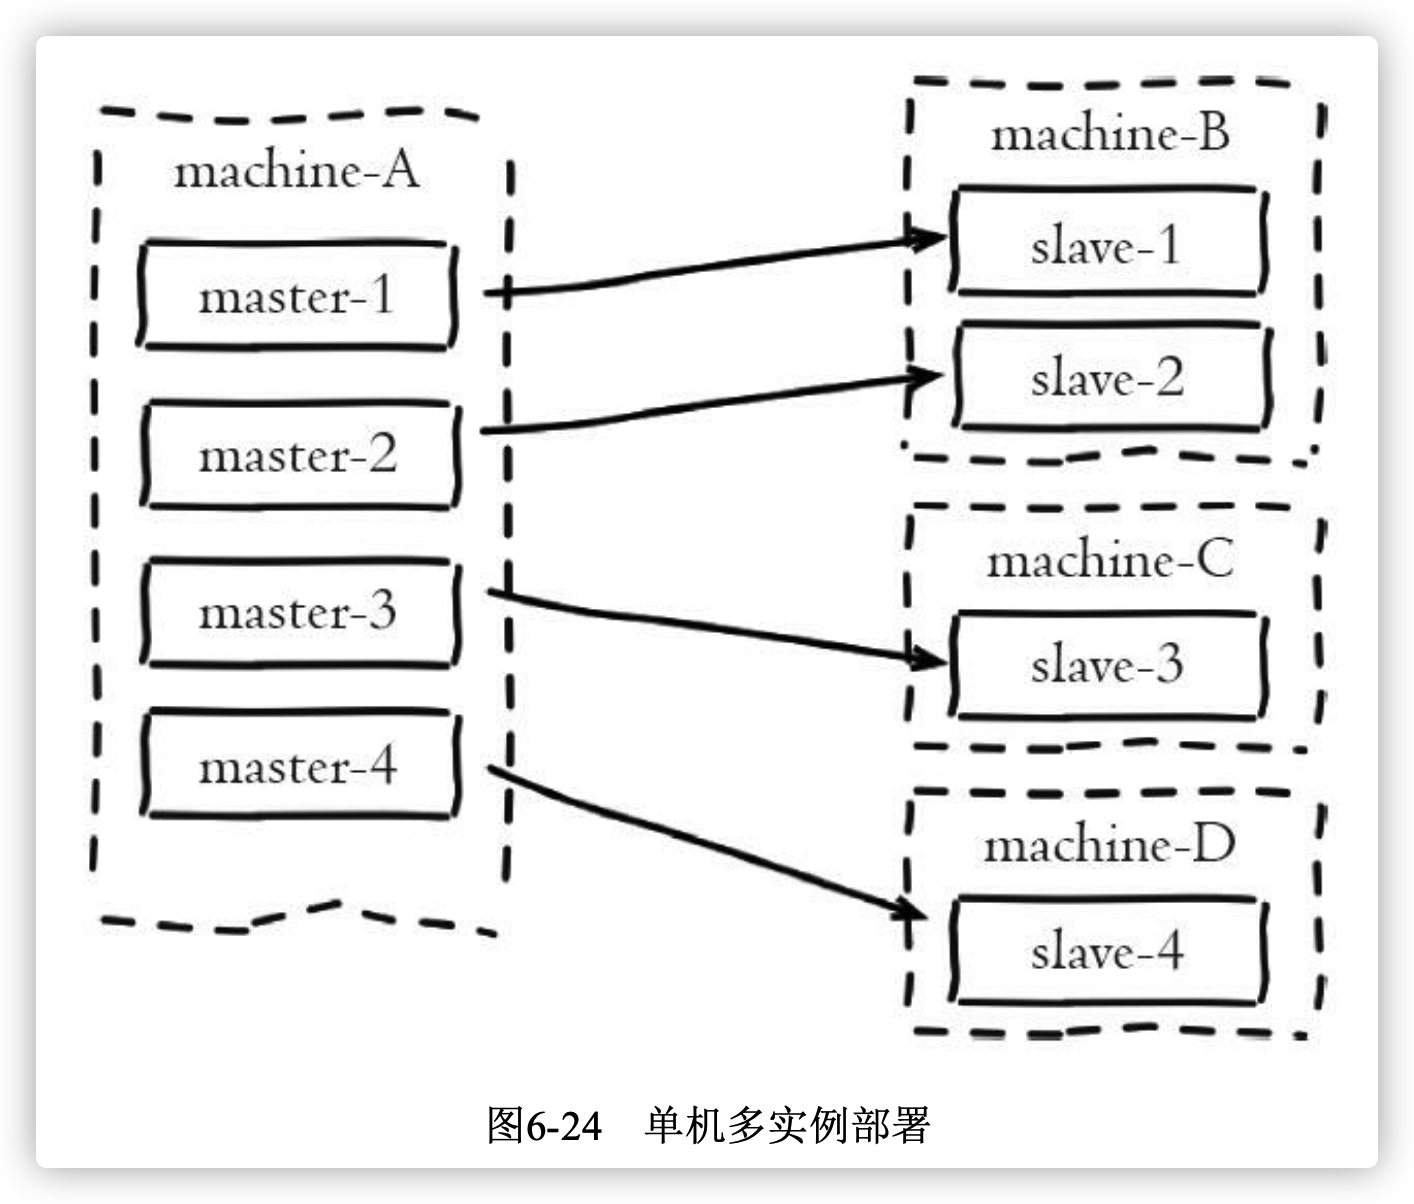 machine-A
master-1
master-2
master-3
master-4
machine-B
slave-1
slave-2
machine-C
slave-3
machine-D
slave-4
图6-24 单机多实例部署